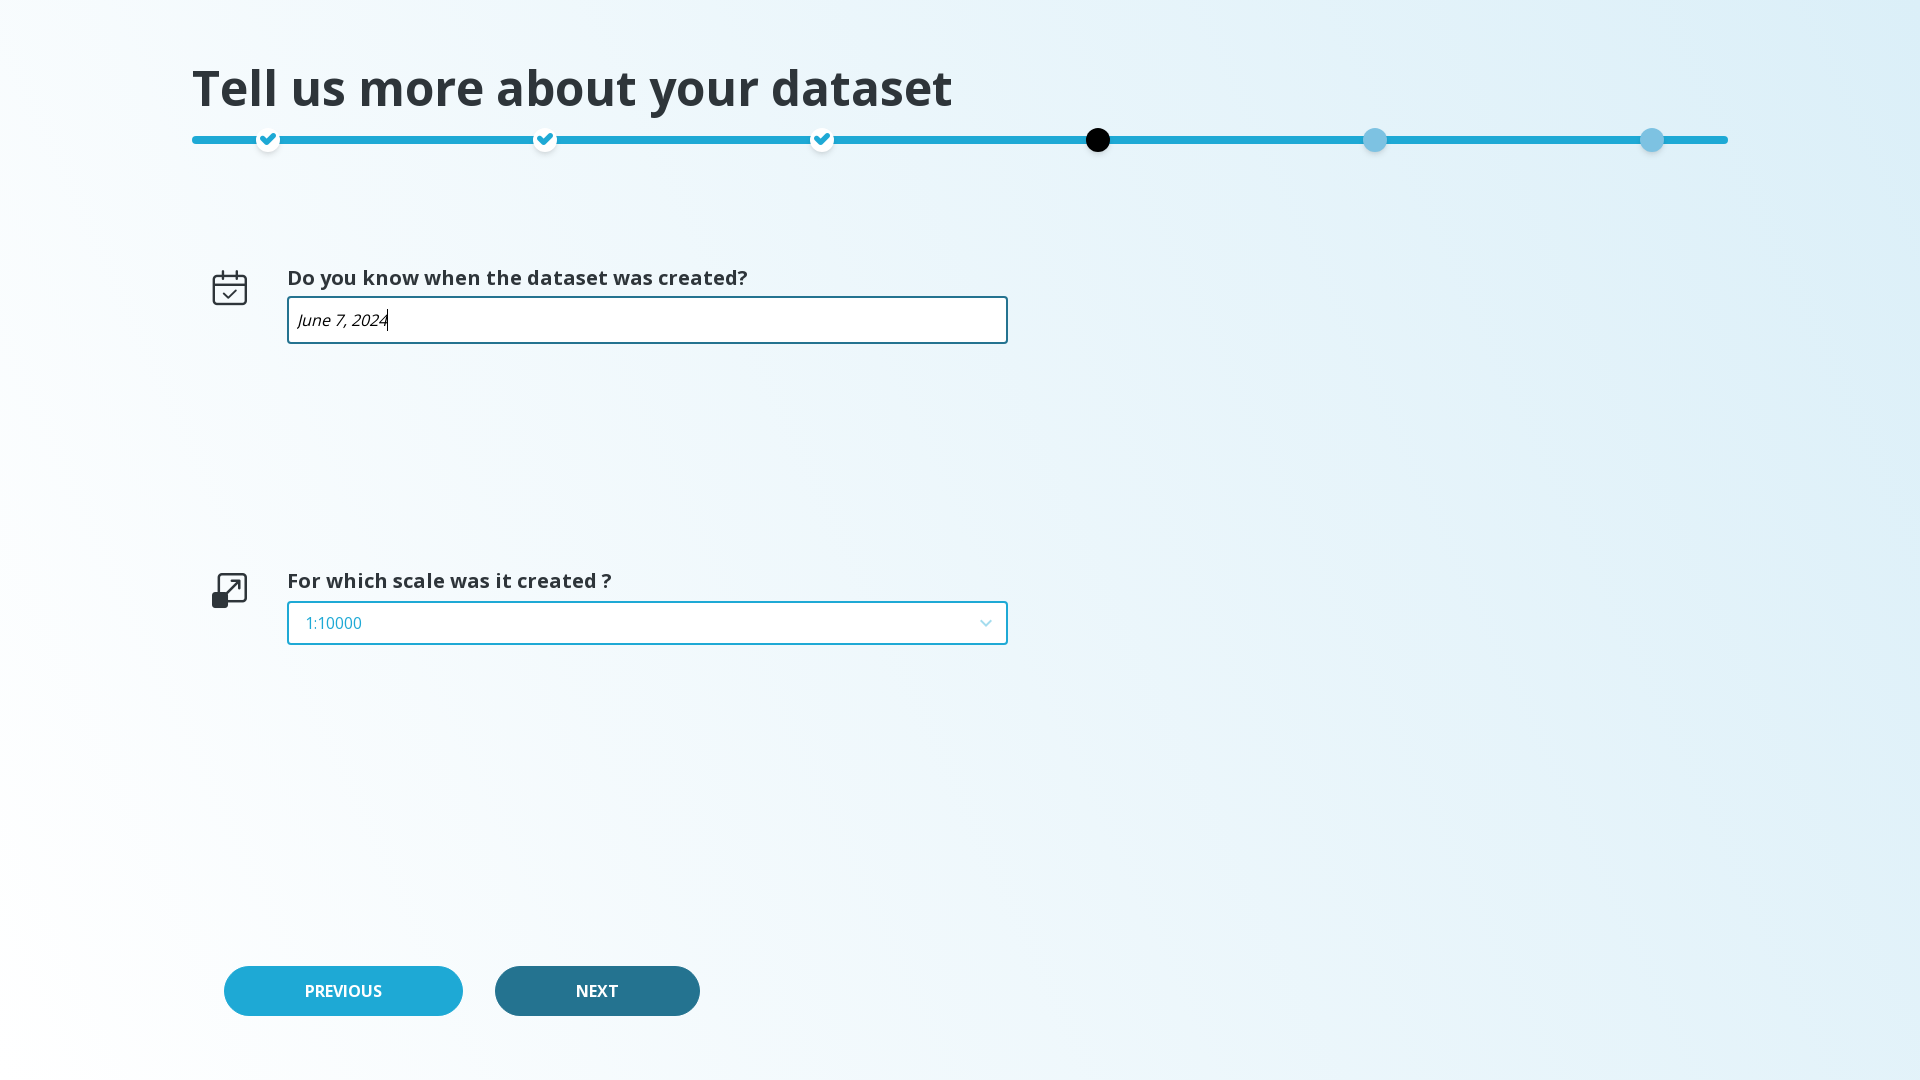 Tell us more about your dataset
Do you know when the dataset was created?
June 7, 2024
For which scale was it created ?
1:10000
PREVIOUS
NEXT